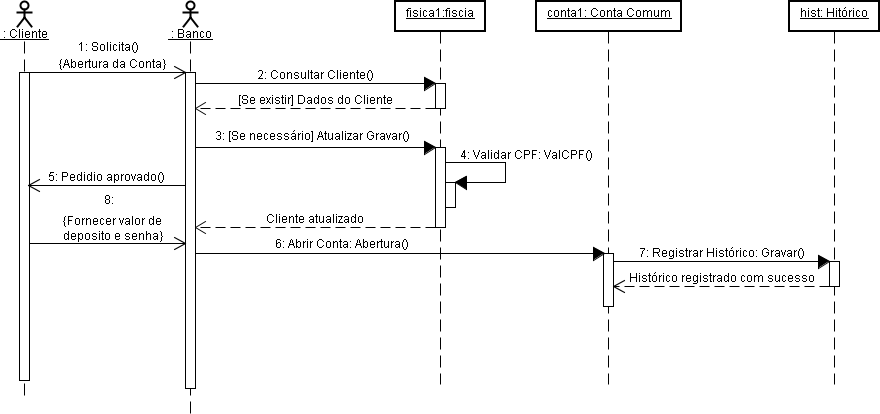 : Cliente
: Banco
fisica1:fiscia
conta1: Conta Comum
hist: Hitórico
1: Solicita()
{Abertura da Conta}
2: Consultar Cliente()
[Se existir] Dados do Cliente
3: [Se necessário] Atualizar Gravar()
4: Validar CPF: ValCPF()
5: Pedidio aprovado()
8:
{Fornecer valor de
deposito e senha}
Cliente atualizado
6: Abrir Conta: Abertura()
7: Registrar Histórico: Gravar()
Histórico registrado com sucesso